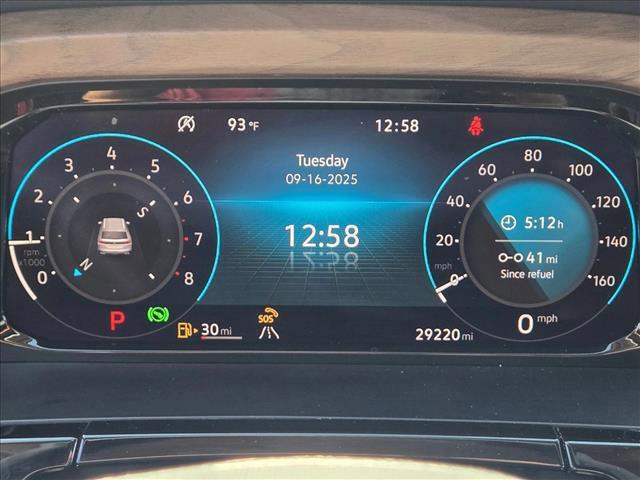 93 °F
12:58
Tuesday
09-16-2025
12:58
0
1
2
3
4
5
6
7
8
rpm
x1000
S
N
P
30 mi
SOS
29220 mi
0
20
40
60
80
100
120
140
160
mph
5:12 h
41 mi
Since refuel
0 mph